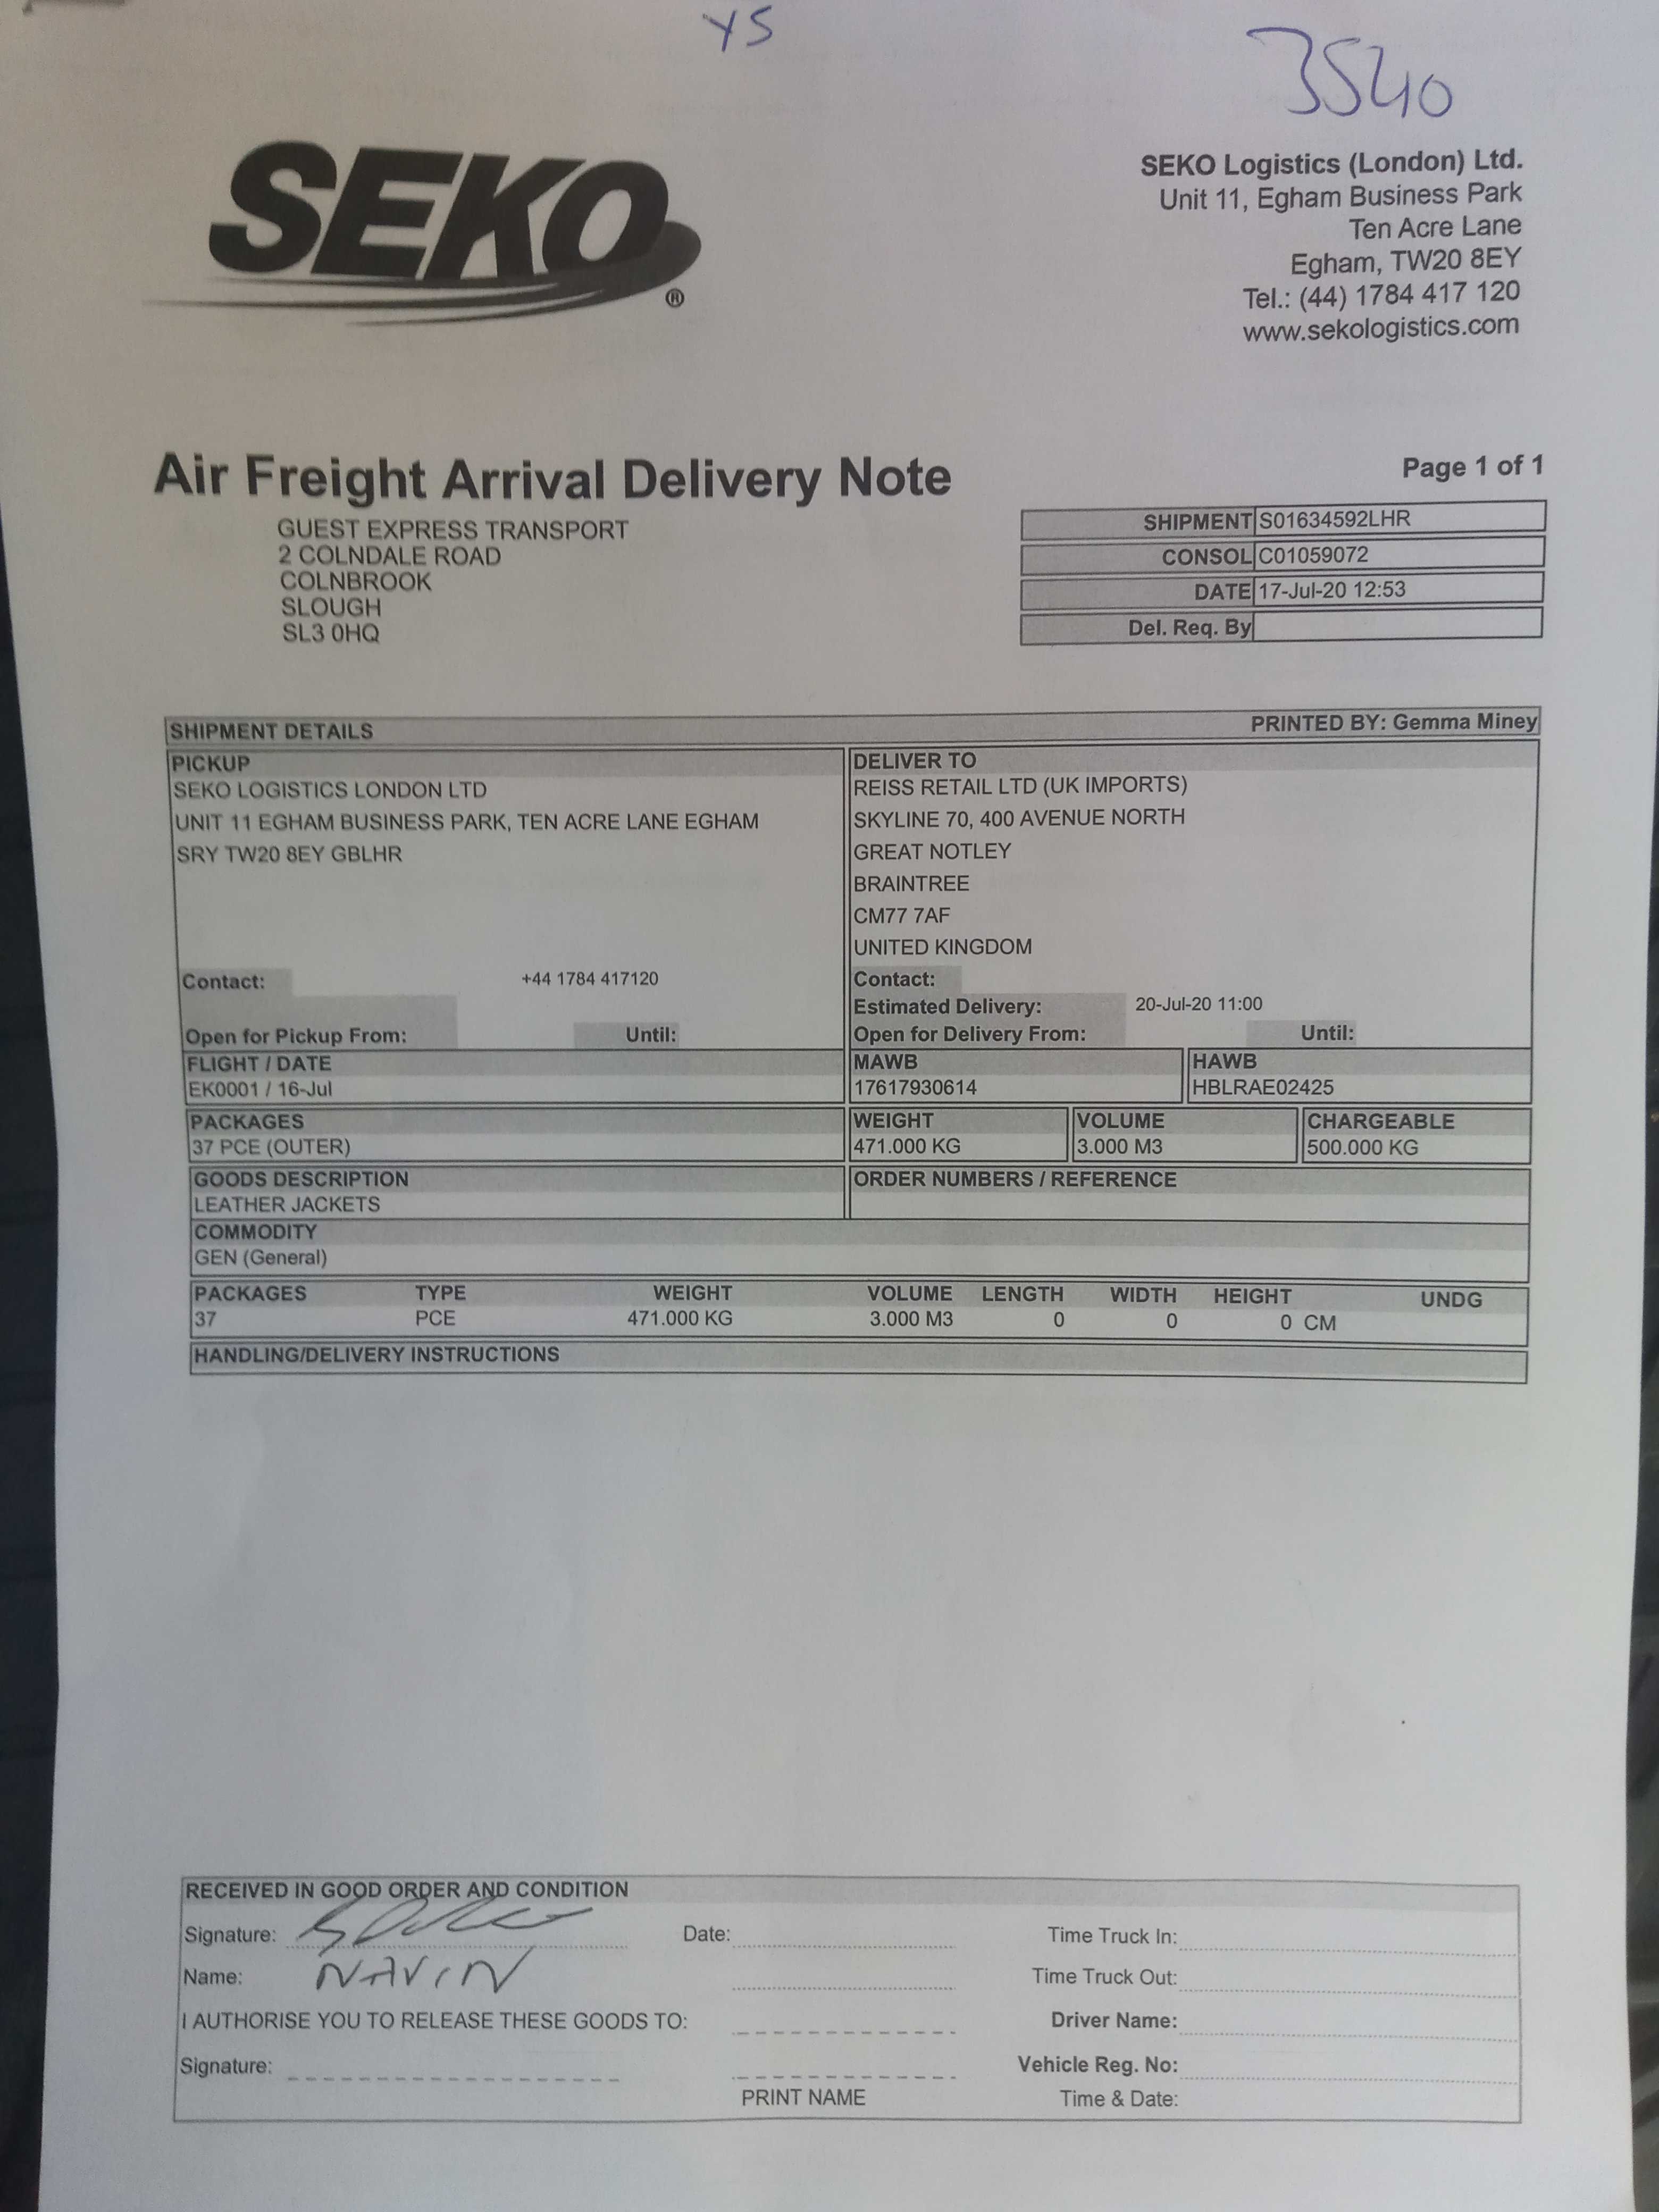 YS
3540
SEKO®
SEKO Logistics (London) Ltd.
Unit 11, Egham Business Park
Ten Acre Lane
Egham, TW20 8EY
Tel.: (44) 1784 417 120
www.sekologistics.com
Air Freight Arrival Delivery Note
Page 1 of 1
GUEST EXPRESS TRANSPORT
2 COLNDALE ROAD
COLNBROOK
SLOUGH
SL3 0HQ
SHIPMENT S01634592LHR
CONSOL C01059072
DATE 17-Jul-20 12:53
Del. Req. By
SHIPMENT DETAILS PRINTED BY: Gemma Miney
PICKUP
SEKO LOGISTICS LONDON LTD
UNIT 11 EGHAM BUSINESS PARK, TEN ACRE LANE EGHAM
SRY TW20 8EY GBLHR
Contact: +44 1784 417120
Open for Pickup From: Until:
DELIVER TO
REISS RETAIL LTD (UK IMPORTS)
SKYLINE 70, 400 AVENUE NORTH
GREAT NOTLEY
BRAINTREE
CM77 7AF
UNITED KINGDOM
Contact:
Estimated Delivery: 20-Jul-20 11:00
Open for Delivery From: Until:
FLIGHT / DATE MAWB HAWB
EK0001 / 16-Jul 17617930614 HBLRAE02425
PACKAGES WEIGHT VOLUME CHARGEABLE
37 PCE (OUTER) 471.000 KG 3.000 M3 500.000 KG
GOODS DESCRIPTION ORDER NUMBERS / REFERENCE
LEATHER JACKETS
COMMODITY
GEN (General)
PACKAGES TYPE WEIGHT VOLUME LENGTH WIDTH HEIGHT UNDG
37 PCE 471.000 KG 3.000 M3 0 0 0 CM
HANDLING/DELIVERY INSTRUCTIONS
RECEIVED IN GOOD ORDER AND CONDITION
Signature: Date: Time Truck In:
Name: NAVIN Time Truck Out:
I AUTHORISE YOU TO RELEASE THESE GOODS TO: Driver Name:
Signature: Vehicle Reg. No:
PRINT NAME Time & Date: